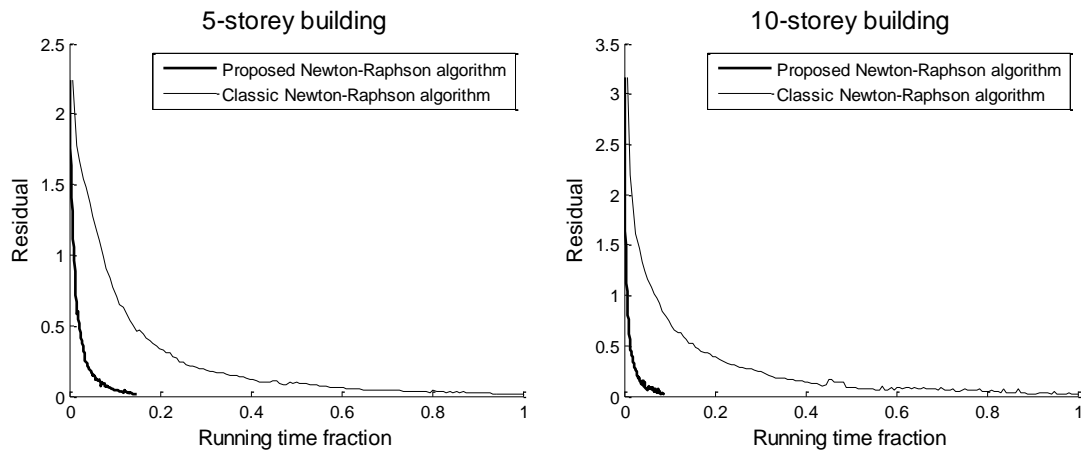 5-storey building
2.5
2
1.5
1
0.5
0
Residual
Proposed Newton-Raphson algorithm
Classic Newton-Raphson algorithm
0 0.2 0.4 0.6 0.8 1
Running time fraction
10-storey building
3.5
3
2.5
2
1.5
1
0.5
0
Residual
Proposed Newton-Raphson algorithm
Classic Newton-Raphson algorithm
0 0.2 0.4 0.6 0.8 1
Running time fraction